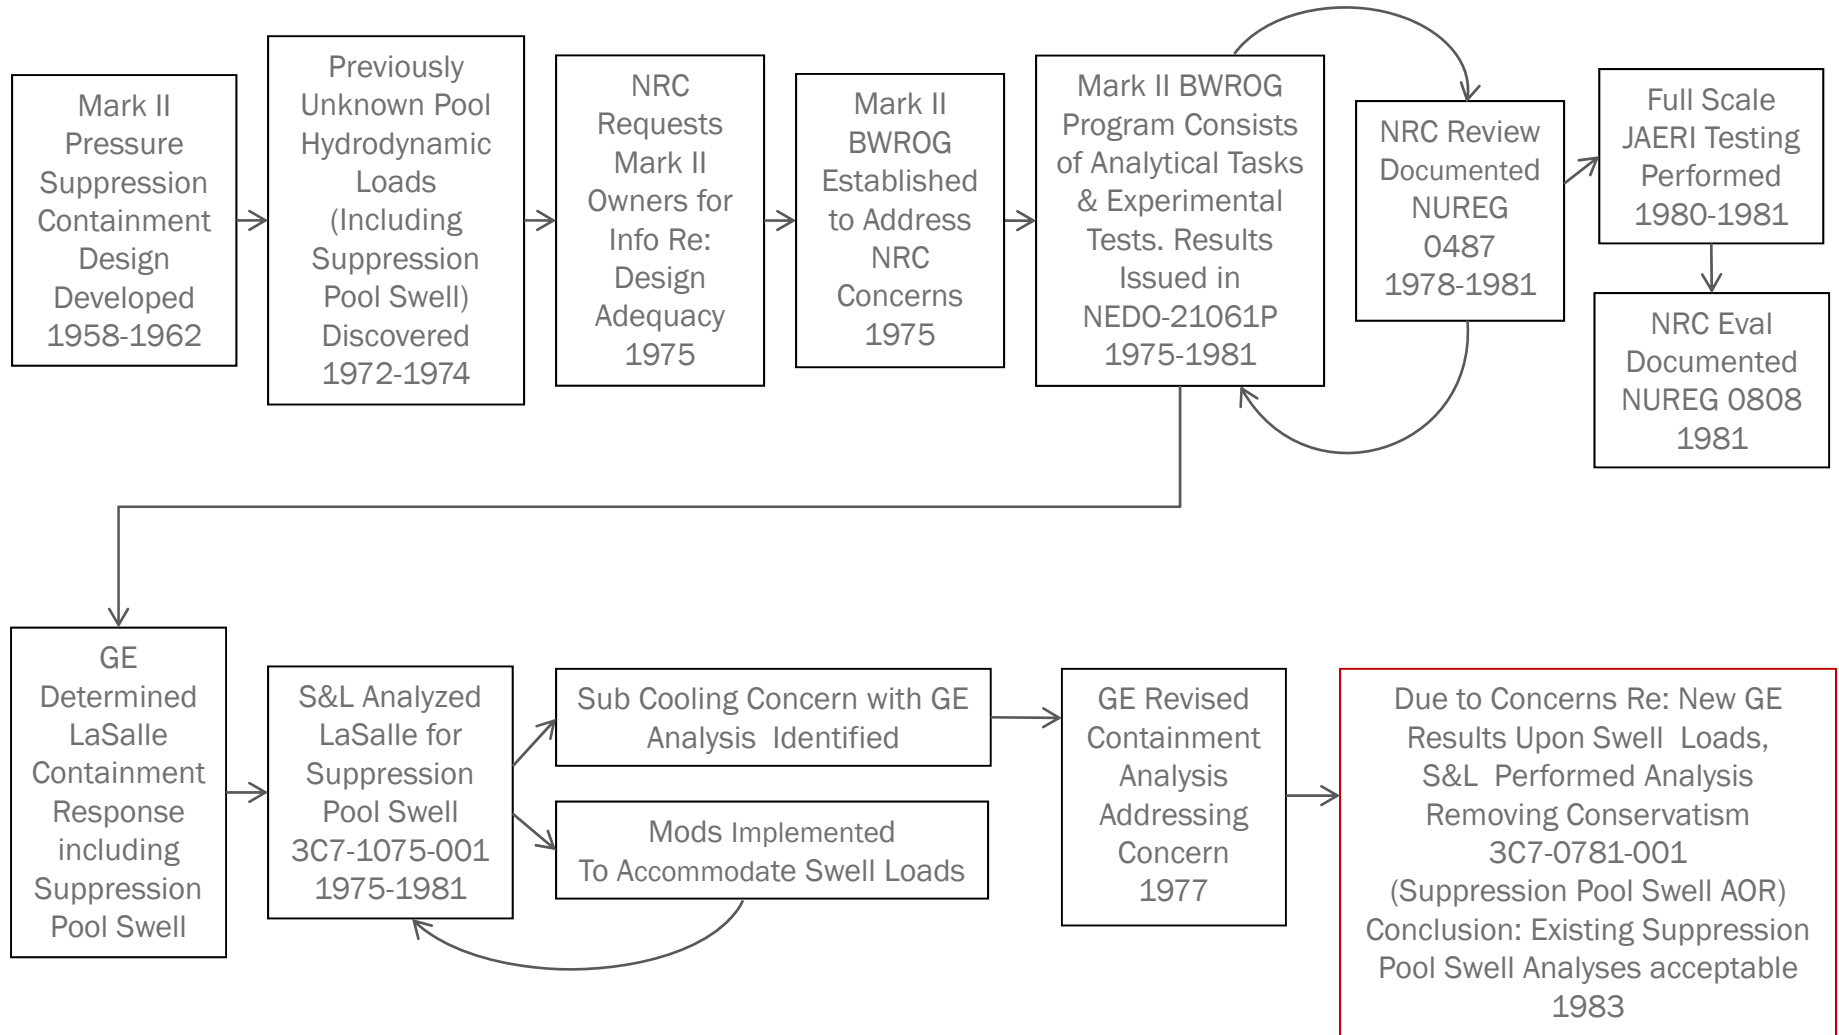 Mark II
Pressure
Suppression
Containment
Design
Developed
1958-1962
Previously
Unknown Pool
Hydrodynamic
Loads
(Including
Suppression
Pool Swell)
Discovered
1972-1974
NRC
Requests
Mark II
Owners for
Info Re:
Design
Adequacy
1975
Mark II
BWROG
Established
to Address
NRC
Concerns
1975
Mark II BWROG
Program Consists
of Analytical Tasks
& Experimental
Tests. Results
Issued in
NEDO-21061P
1975-1981
NRC Review
Documented
NUREG
0487
1978-1981
Full Scale
JAERI Testing
Performed
1980-1981
NRC Eval
Documented
NUREG 0808
1981
GE
Determined
LaSalle
Containment
Response
including
Suppression
Pool Swell
S&L Analyzed
LaSalle for
Suppression
Pool Swell
3C7-1075-001
1975-1981
Sub Cooling Concern with GE
Analysis Identified
Mods Implemented
To Accommodate Swell Loads
GE Revised
Containment
Analysis
Addressing
Concern
1977
Due to Concerns Re: New GE
Results Upon Swell Loads,
S&L Performed Analysis
Removing Conservatism
3C7-0781-001
(Suppression Pool Swell AOR)
Conclusion: Existing Suppression
Pool Swell Analyses acceptable
1983